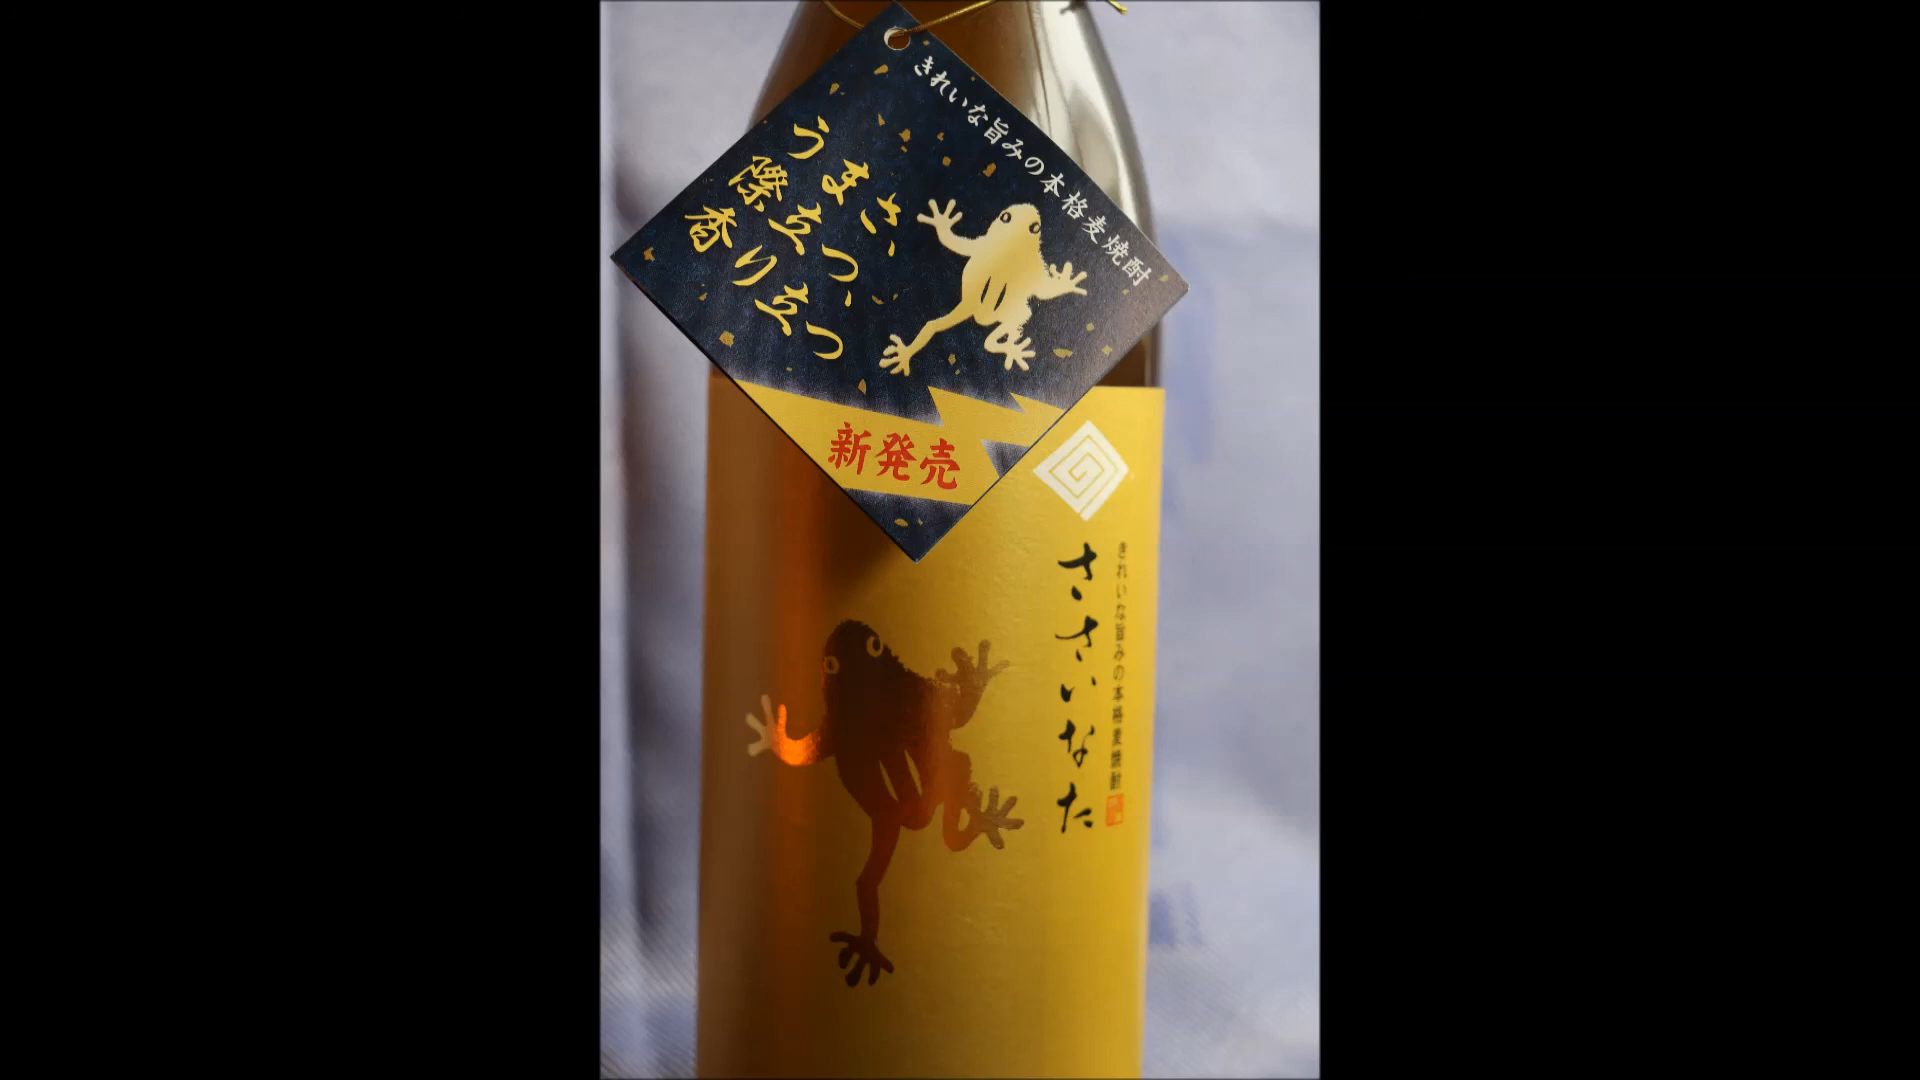 きれいな旨みの本格麦焼酎
うまさ、
際立つ、
香り立つ
新発売
きれいな旨みの本格麦焼酎
ささいなた